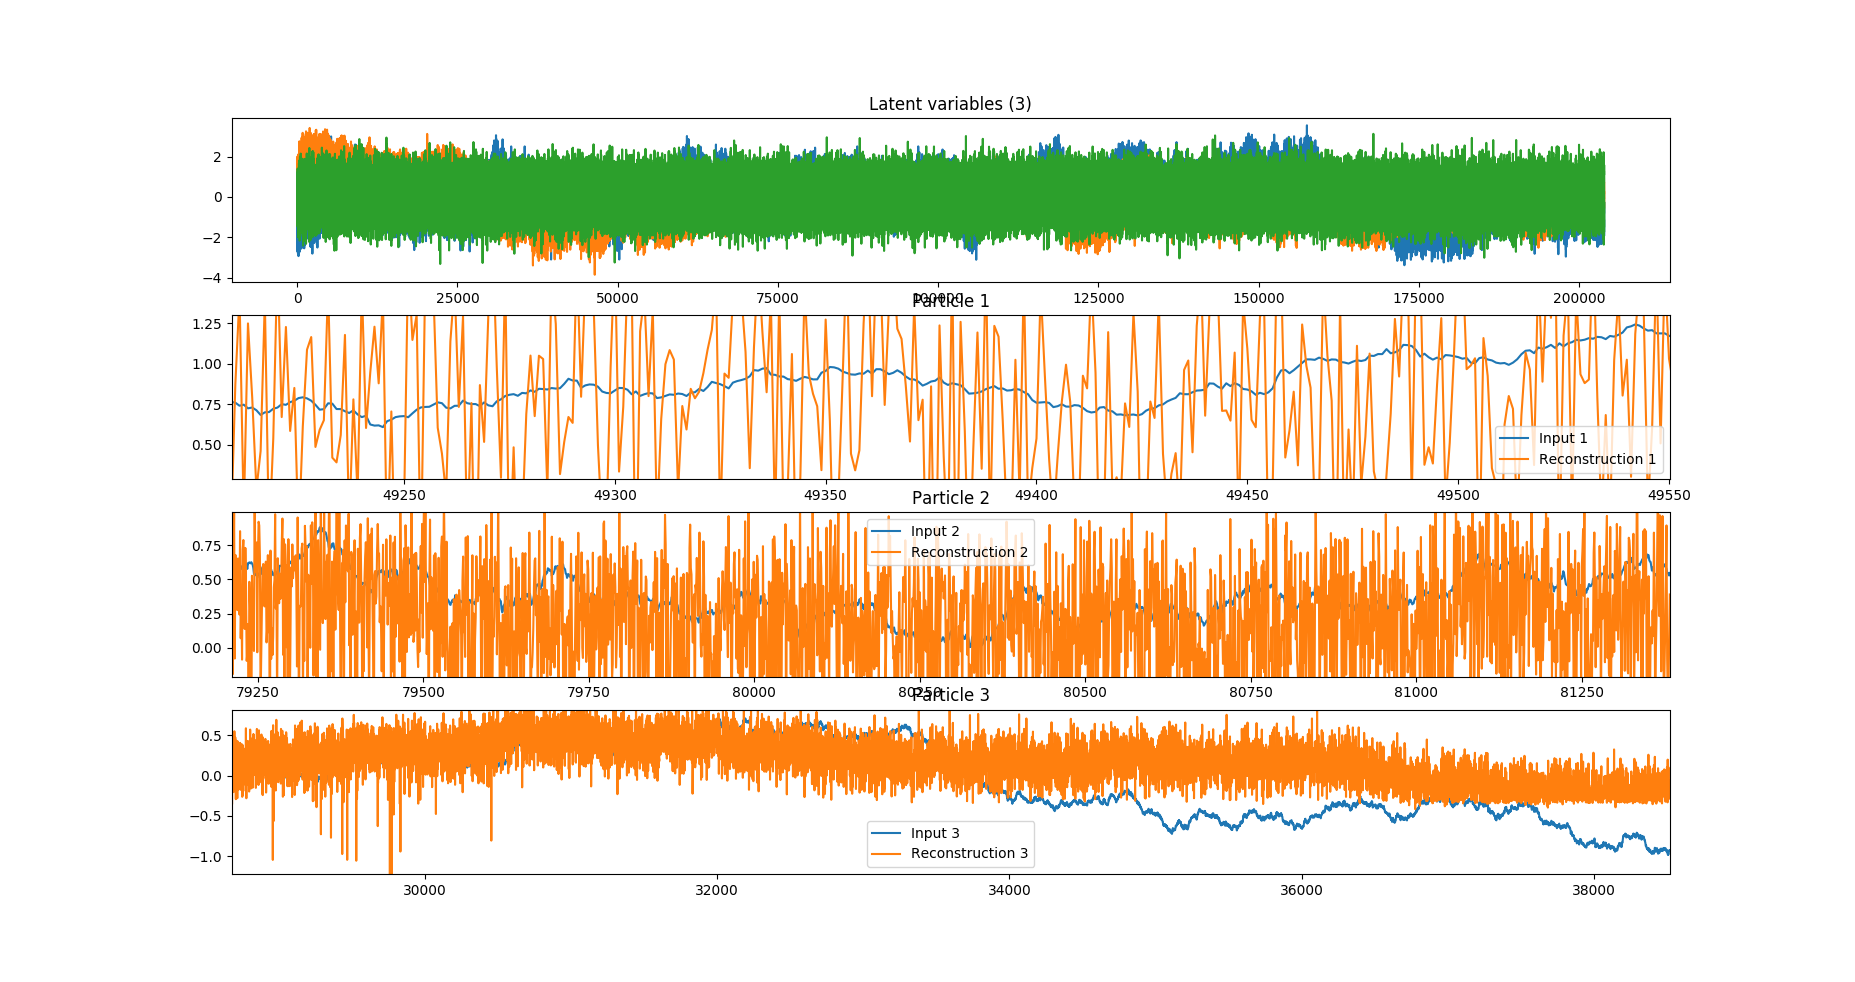 Latent variables (3)
2
0
−2
−4
0 25000 50000 75000 100000 125000 150000 175000 200000
Particle 1
1.25
1.00
0.75
0.50
Input 1
Reconstruction 1
49250 49300 49350 49400 49450 49500 49550
Particle 2
0.75
0.50
0.25
0.00
Input 2
Reconstruction 2
79250 79500 79750 80000 80250 80500 80750 81000 81250
Particle 3
0.5
0.0
−0.5
−1.0
Input 3
Reconstruction 3
30000 32000 34000 36000 38000